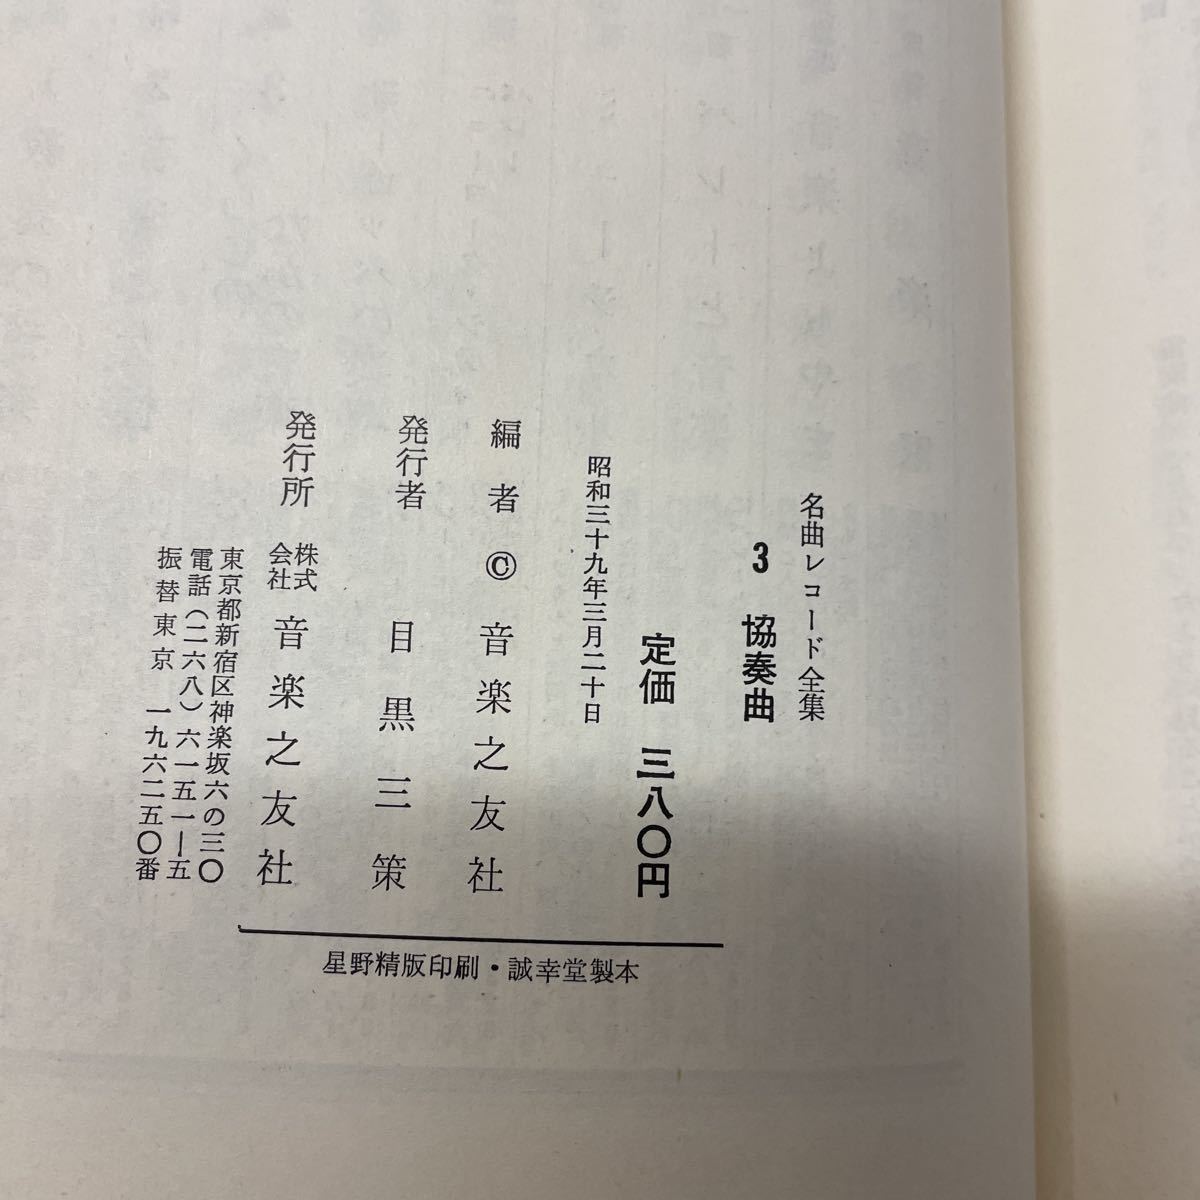 名曲レコード全集
3 協奏曲
定価 三八〇円
昭和三十九年三月二十日
編者 © 音楽之友社
発行者 目黒三策
発行所 株式会社 音楽之友社
東京都新宿区神楽坂六の三〇
電話(二六八)六一五一―五
振替東京 一九六二五〇番
星野精版印刷・誠幸堂製本